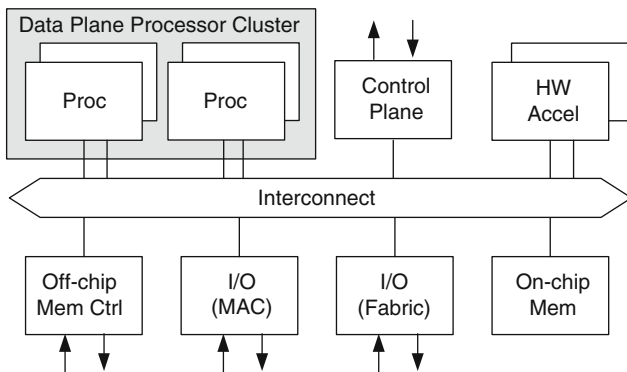 Data Plane Processor Cluster
Proc
Proc
Control
Plane
HW
Accel
Interconnect
Off-chip
Mem Ctrl
I/O
(MAC)
I/O
(Fabric)
On-chip
Mem